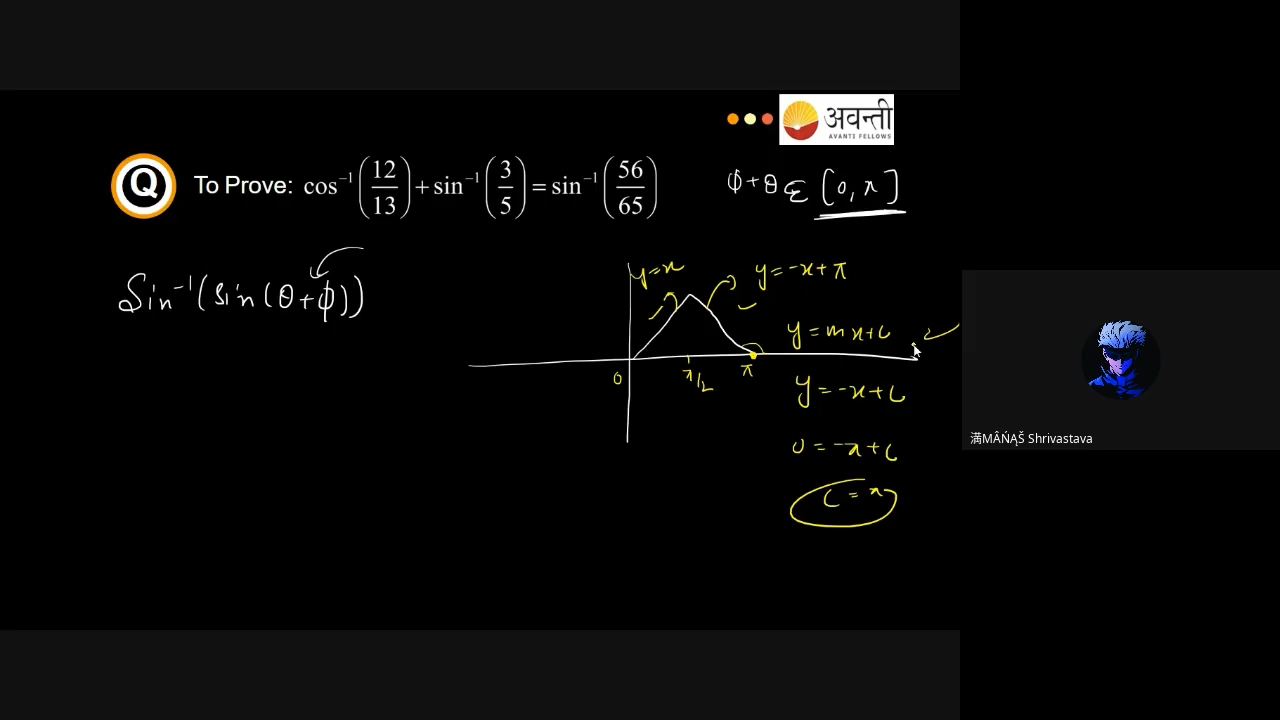 अवन्ती
AVANTI FELLOWS
Q To Prove: cos⁻¹(12/13) + sin⁻¹(3/5) = sin⁻¹(56/65)
ϕ + θ ∈ [0, π]
Sin⁻¹(sin(θ+ϕ))
y=x
y = -x + π
y = mx + c
0
π/2
π
y = -x + c
0 = -π + c
c = π
满MÂŃĄŠ Shrivastava